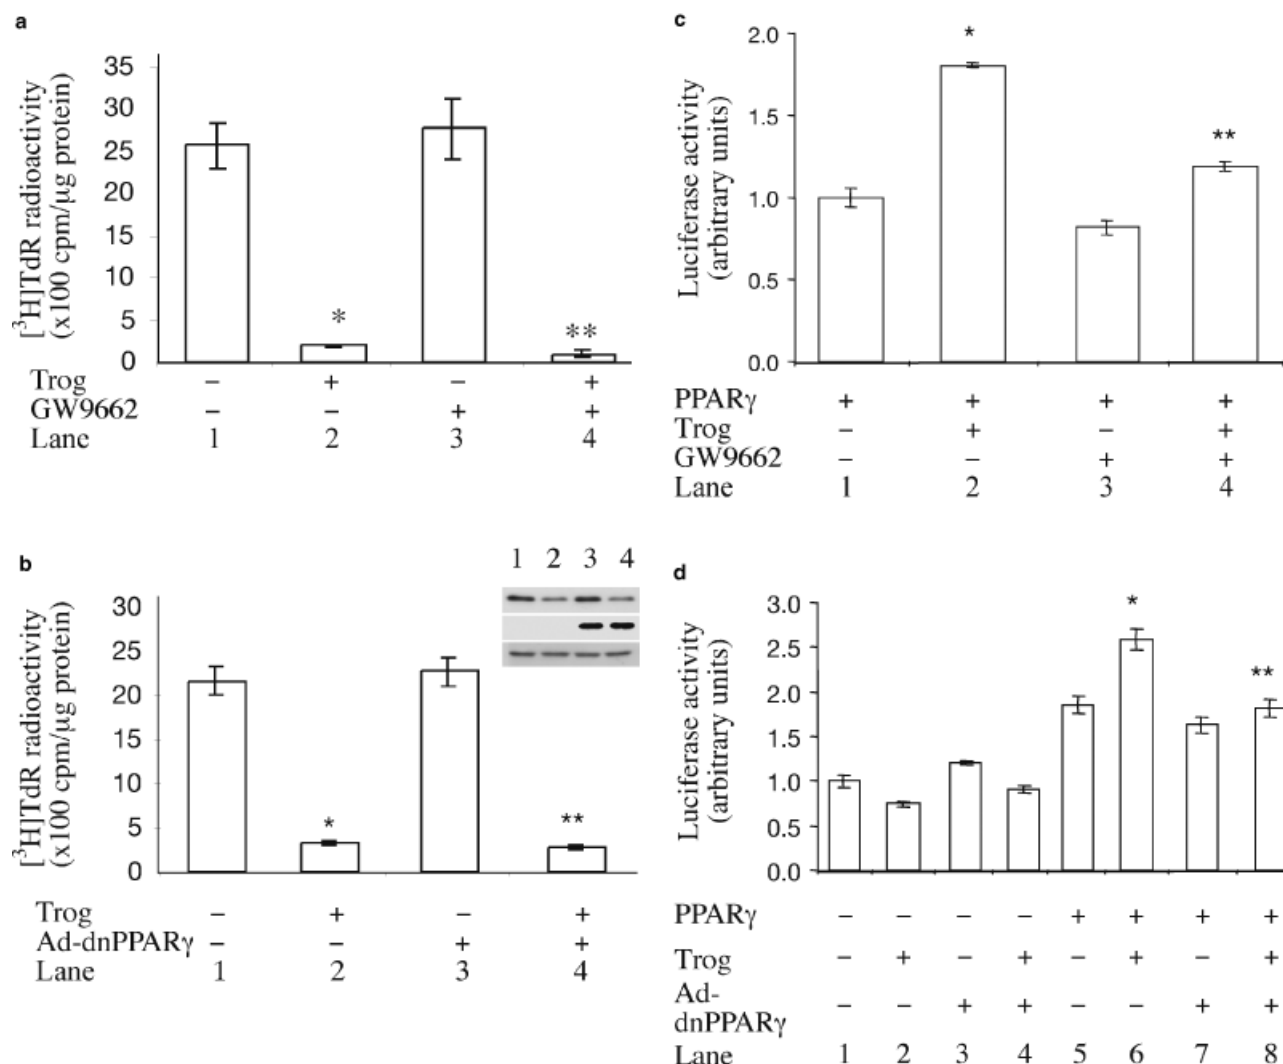 a
35
30
25
20
15
10
5
0
[³H]TdR radioactivity
(x100 cpm/µg protein)
*
**
Trog – + – +
GW9662 – – + +
Lane 1 2 3 4
b
30
25
20
15
10
5
0
[³H]TdR radioactivity
(x100 cpm/µg protein)
1 2 3 4
*
**
Trog – + – +
Ad-dnPPARγ – – + +
Lane 1 2 3 4
c
2.0
1.5
1.0
0.5
0.0
Luciferase activity
(arbitrary units)
*
**
PPARγ + + + +
Trog – + – +
GW9662 – – + +
Lane 1 2 3 4
d
3.0
2.5
2.0
1.5
1.0
0.5
0.0
Luciferase activity
(arbitrary units)
*
**
PPARγ – – – – + + + +
Trog – + – + – + – +
Ad-
dnPPARγ – – + + – – + +
Lane 1 2 3 4 5 6 7 8